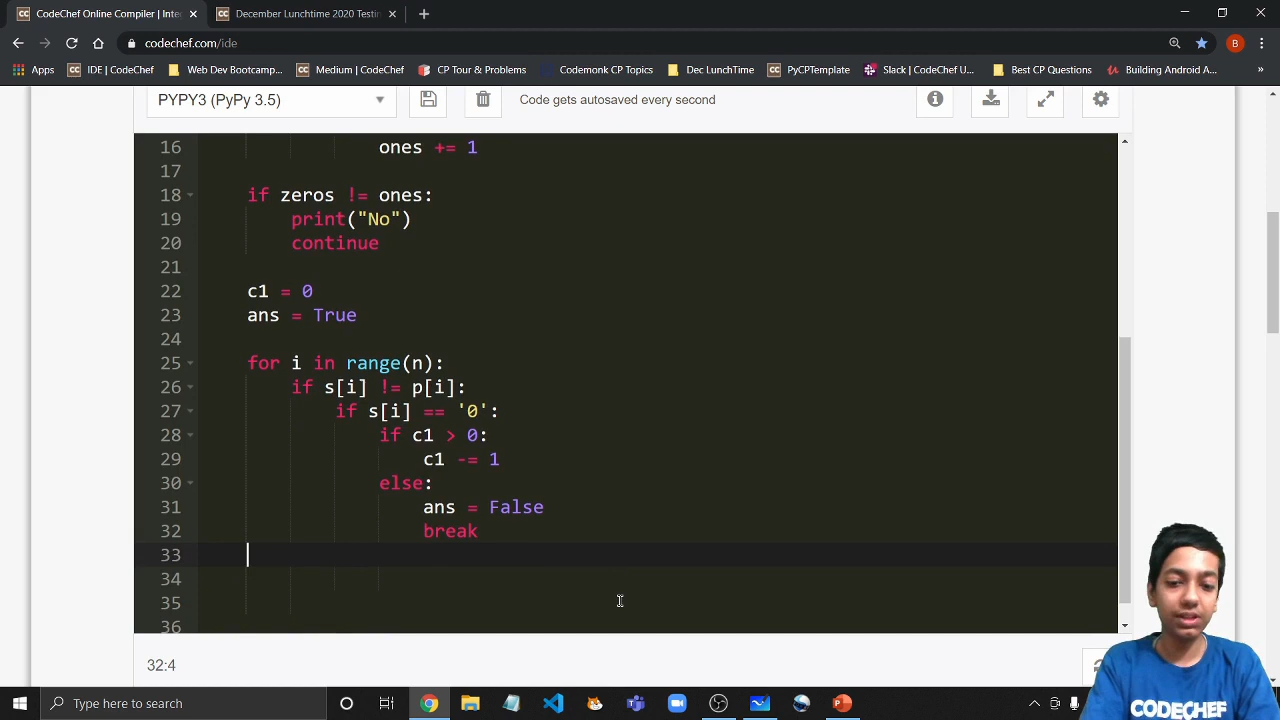 CodeChef Online Compiler | Inte
December Lunchtime 2020 Testin
codechef.com/ide
B
Apps
IDE | CodeChef
Web Dev Bootcamp...
Medium | CodeChef
CP Tour & Problems
Codemonk CP Topics
Dec LunchTime
PyCPTemplate
Slack | CodeChef U...
Best CP Questions
Building Android A...
»
PYPY3 (PyPy 3.5)
Code gets autosaved every second
16 ones += 1
17
18 if zeros != ones:
19 print("No")
20 continue
21
22 c1 = 0
23 ans = True
24
25 for i in range(n):
26 if s[i] != p[i]:
27 if s[i] == '0':
28 if c1 > 0:
29 c1 -= 1
30 else:
31 ans = False
32 break
33
34
35
36
32:4
Type here to search
CODECHEF